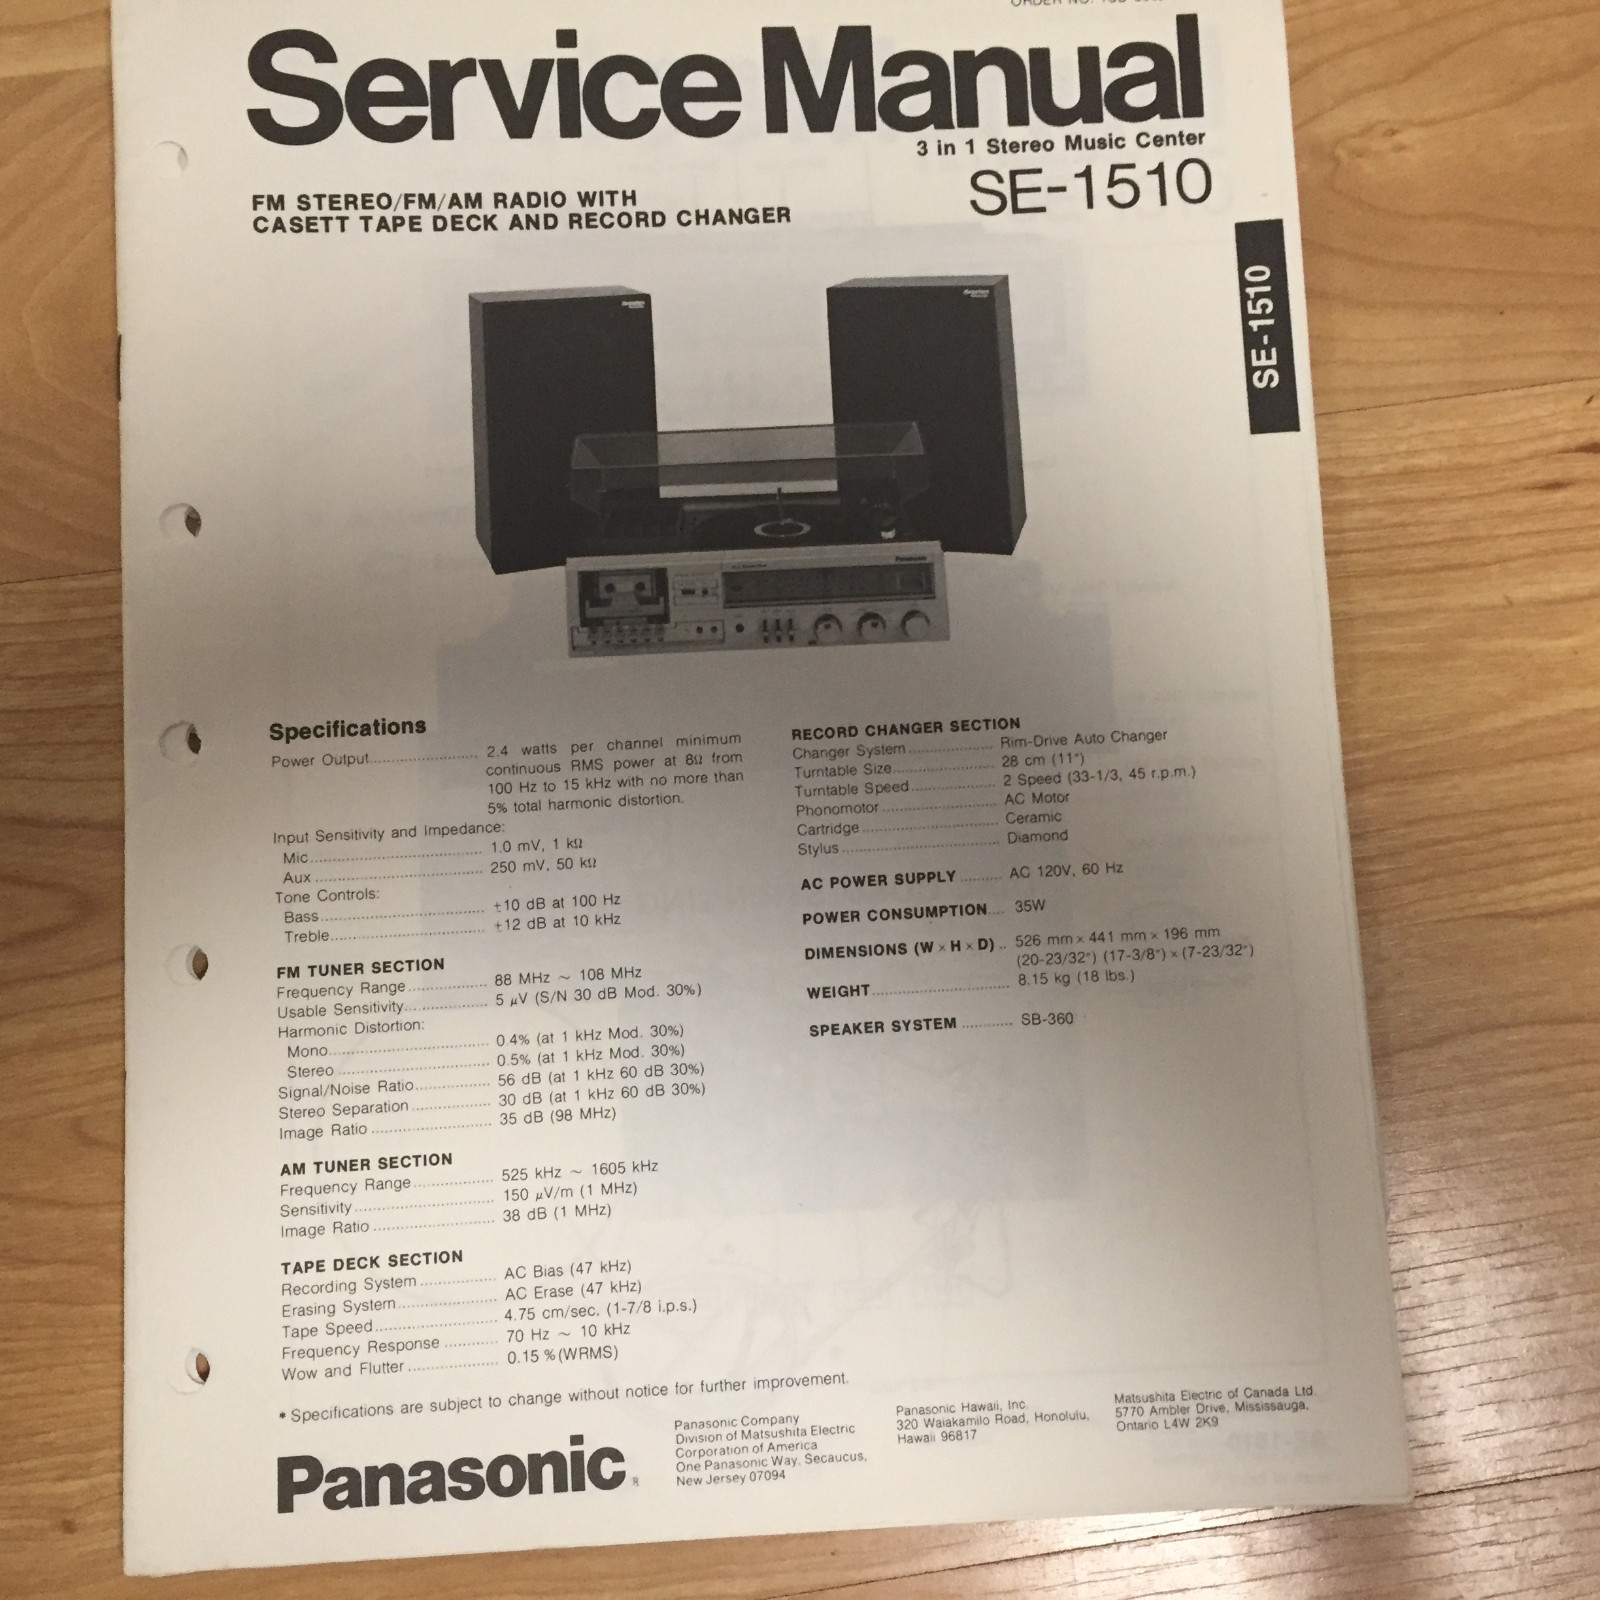 ORDER NO.
Service Manual
3 in 1 Stereo Music Center
SE-1510
FM STEREO/FM/AM RADIO WITH
CASETT TAPE DECK AND RECORD CHANGER
SE-1510
Panasonic
Specifications
Power Output.................... 2.4 watts per channel minimum
continuous RMS power at 8Ω from
100 Hz to 15 kHz with no more than
5% total harmonic distortion.
Input Sensitivity and Impedance:
Mic.................... 1.0 mV, 1 kΩ
Aux.................... 250 mV, 50 kΩ
Tone Controls:
Bass.................... ±10 dB at 100 Hz
Treble.................... ±12 dB at 10 kHz
FM TUNER SECTION
Frequency Range.................... 88 MHz ~ 108 MHz
Usable Sensitivity.................... 5 μV (S/N 30 dB Mod. 30%)
Harmonic Distortion:
Mono.................... 0.4% (at 1 kHz Mod. 30%)
Stereo.................... 0.5% (at 1 kHz Mod. 30%)
Signal/Noise Ratio.................... 56 dB (at 1 kHz 60 dB 30%)
Stereo Separation.................... 30 dB (at 1 kHz 60 dB 30%)
Image Ratio.................... 35 dB (98 MHz)
AM TUNER SECTION
Frequency Range.................... 525 kHz ~ 1605 kHz
Sensitivity.................... 150 μV/m (1 MHz)
Image Ratio.................... 38 dB (1 MHz)
TAPE DECK SECTION
Recording System.................... AC Bias (47 kHz)
Erasing System.................... AC Erase (47 kHz)
Tape Speed.................... 4.75 cm/sec. (1-7/8 i.p.s.)
Frequency Response.................... 70 Hz ~ 10 kHz
Wow and Flutter.................... 0.15 % (WRMS)
RECORD CHANGER SECTION
Changer System.................... Rim-Drive Auto Changer
Turntable Size.................... 28 cm (11")
Turntable Speed.................... 2 Speed (33-1/3, 45 r.p.m.)
Phonomotor.................... AC Motor
Cartridge.................... Ceramic
Stylus.................... Diamond
AC POWER SUPPLY.......... AC 120V, 60 Hz
POWER CONSUMPTION.... 35W
DIMENSIONS (W × H × D).. 526 mm × 441 mm × 196 mm
(20-23/32") (17-3/8") × (7-23/32")
WEIGHT.................... 8.15 kg (18 lbs.)
SPEAKER SYSTEM............ SB-360
* Specifications are subject to change without notice for further improvement.
Panasonic®
Panasonic Company
Division of Matsushita Electric
Corporation of America
One Panasonic Way, Secaucus,
New Jersey 07094
Panasonic Hawaii, Inc.
320 Waiakamilo Road, Honolulu,
Hawaii 96817
Matsushita Electric of Canada Ltd.
5770 Ambler Drive, Mississauga,
Ontario L4W 2K9